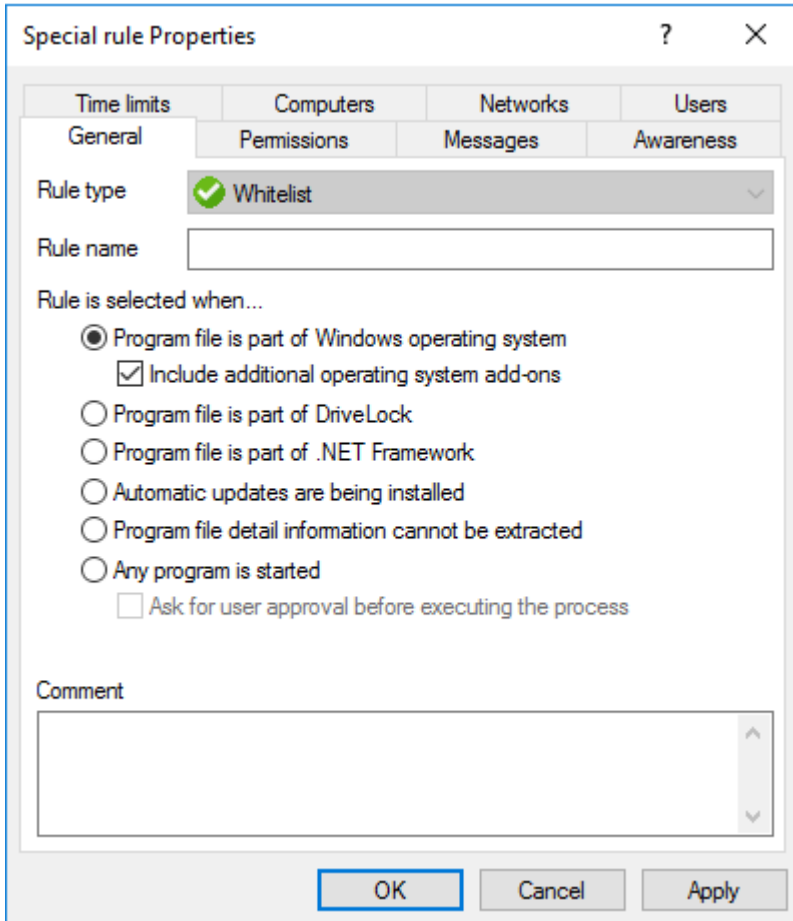 Special rule Properties ?
Time limits Computers Networks Users
General Permissions Messages Awareness
Rule type Whitelist
Rule name
Rule is selected when...
Program file is part of Windows operating system
Include additional operating system add-ons
Program file is part of DriveLock
Program file is part of .NET Framework
Automatic updates are being installed
Program file detail information cannot be extracted
Any program is started
Ask for user approval before executing the process
Comment
OK Cancel Apply